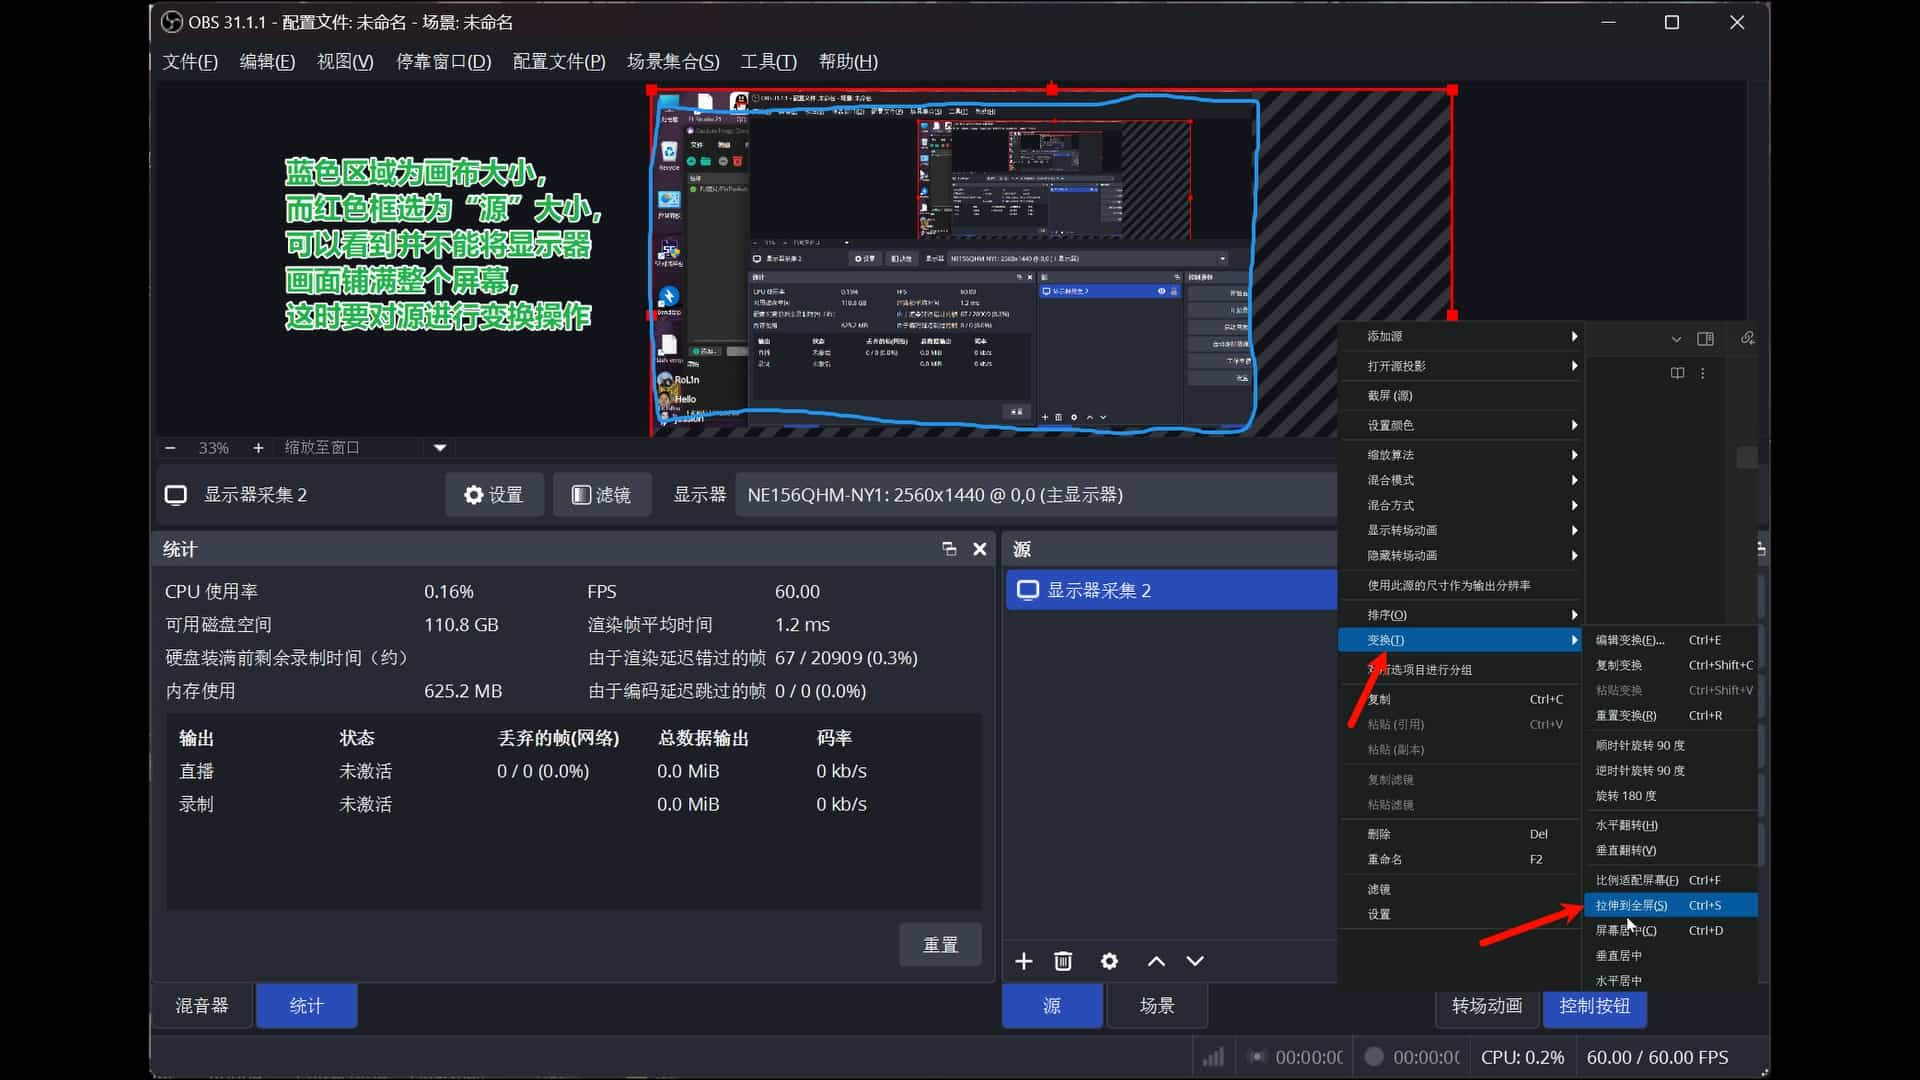 OBS 31.1.1 - 配置文件: 未命名 - 场景: 未命名
文件(F) 编辑(E) 视图(V) 停靠窗口(D) 配置文件(P) 场景集合(S) 工具(T) 帮助(H)
蓝色区域为画布大小，
而红色框选为“源”大小，
可以看到并不能将显示器
画面铺满整个屏幕，
这时要对源进行变换操作
RoL1n
Hello
33% 缩放至窗口
显示器采集 2 设置 滤镜 显示器 NE156QHM-NY1: 2560x1440 @ 0,0 (主显示器)
统计
CPU 使用率 0.16% FPS 60.00
可用磁盘空间 110.8 GB 渲染帧平均时间 1.2 ms
硬盘装满前剩余录制时间（约） 由于渲染延迟错过的帧 67 / 20909 (0.3%)
内存使用 625.2 MB 由于编码延迟跳过的帧 0 / 0 (0.0%)
输出 状态 丢弃的帧(网络) 总数据输出 码率
直播 未激活 0 / 0 (0.0%) 0.0 MiB 0 kb/s
录制 未激活 0.0 MiB 0 kb/s
重置
混音器 统计
源
显示器采集 2
源 场景
添加源
打开源投影
截屏 (源)
设置颜色
缩放算法
混合模式
混合方式
显示转场动画
隐藏转场动画
使用此源的尺寸作为输出分辨率
排序(O)
变换(T)
所选项目进行分组
复制 Ctrl+C
粘贴 (引用) Ctrl+V
粘贴 (副本)
复制滤镜
粘贴滤镜
删除 Del
重命名 F2
滤镜
设置
编辑变换(E)... Ctrl+E
复制变换 Ctrl+Shift+C
粘贴变换 Ctrl+Shift+V
重置变换(R) Ctrl+R
顺时针旋转 90 度
逆时针旋转 90 度
旋转 180 度
水平翻转(H)
垂直翻转(V)
比例适配屏幕(F) Ctrl+F
拉伸到全屏(S) Ctrl+S
屏幕居中(C) Ctrl+D
垂直居中
水平居中
转场动画 控制按钮
00:00:0 00:00:0 CPU: 0.2% 60.00 / 60.00 FPS